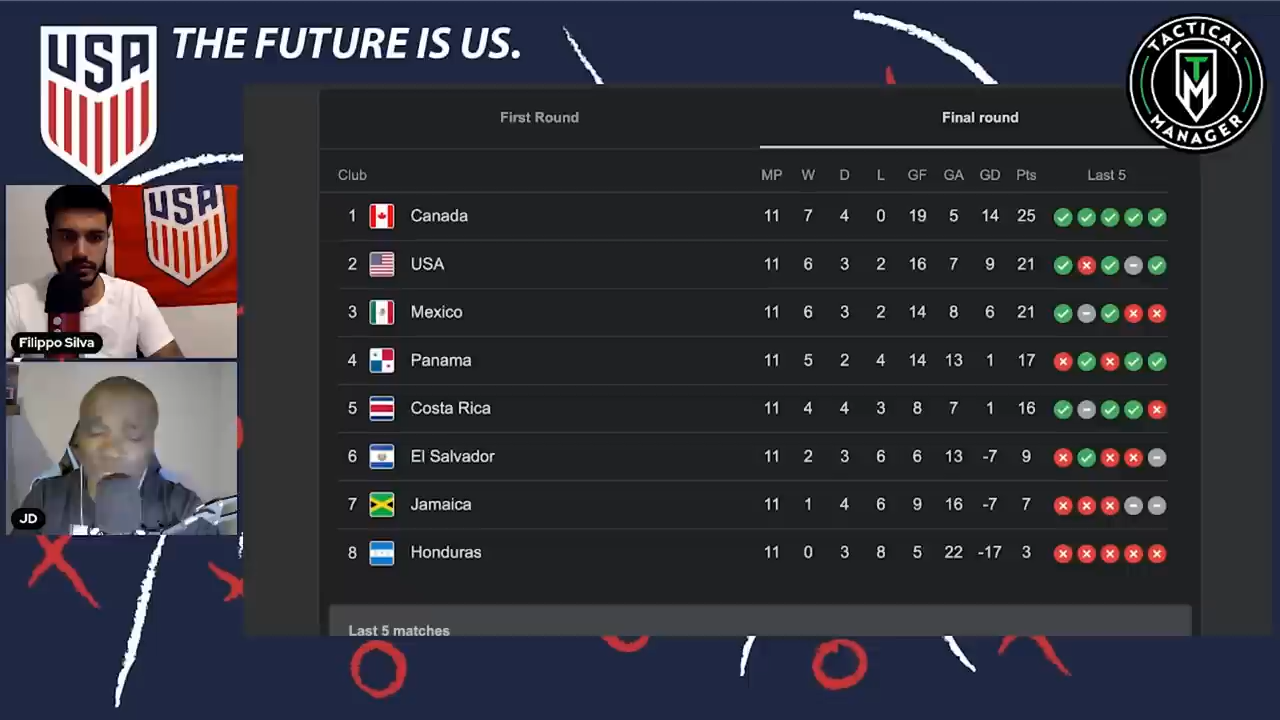 USA
THE FUTURE IS US.
TACTICAL
TM
MANAGER
First Round Final round
Club MP W D L GF GA GD Pts Last 5
1 Canada 11 7 4 0 19 5 14 25
2 USA 11 6 3 2 16 7 9 21
3 Mexico 11 6 3 2 14 8 6 21
4 Panama 11 5 2 4 14 13 1 17
5 Costa Rica 11 4 4 3 8 7 1 16
6 El Salvador 11 2 3 6 6 13 -7 9
7 Jamaica 11 1 4 6 9 16 -7 7
8 Honduras 11 0 3 8 5 22 -17 3
Last 5 matches
USA
Filippo Silva
JD